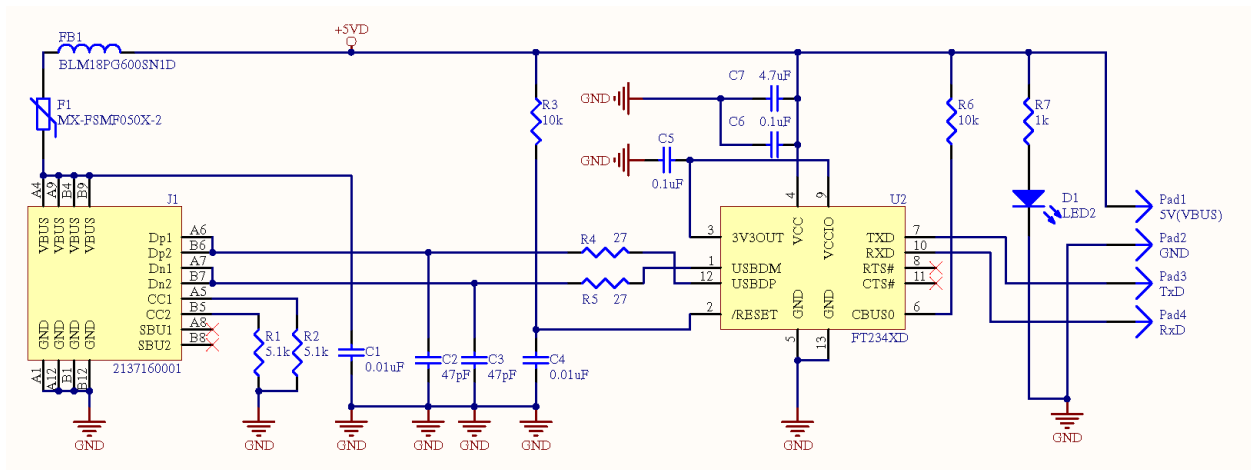 +5VD
FB1
BLM18PG600SN1D
F1
MX-FSMF050X-2
A4
A9
B4
B9
J1
VBUS
VBUS
VBUS
VBUS
Dp1
A6
Dp2
B6
Dn1
A7
Dn2
B7
CC1
A5
CC2
B5
SBU1
A8
SBU2
B8
GND
GND
GND
GND
A1
A12
B1
B12
2137160001
GND
R1
5.1k
R2
5.1k
GND
C1
0.01uF
GND
C2
47pF
GND
C3
47pF
GND
C4
0.01uF
GND
R3
10k
R4
27
R5
27
GND
C7
4.7uF
C6
0.1uF
GND
C5
0.1uF
4
9
U2
VCC
VCCIO
3
3V3OUT
1
USBDM
12
USBDP
2
/RESET
TXD
7
RXD
10
RTS#
8
CTS#
11
CBUS0
6
GND
GND
5
13
FT234XD
GND
R6
10k
R7
1k
D1
LED2
GND
Pad1
5V(VBUS)
Pad2
GND
Pad3
TxD
Pad4
RxD